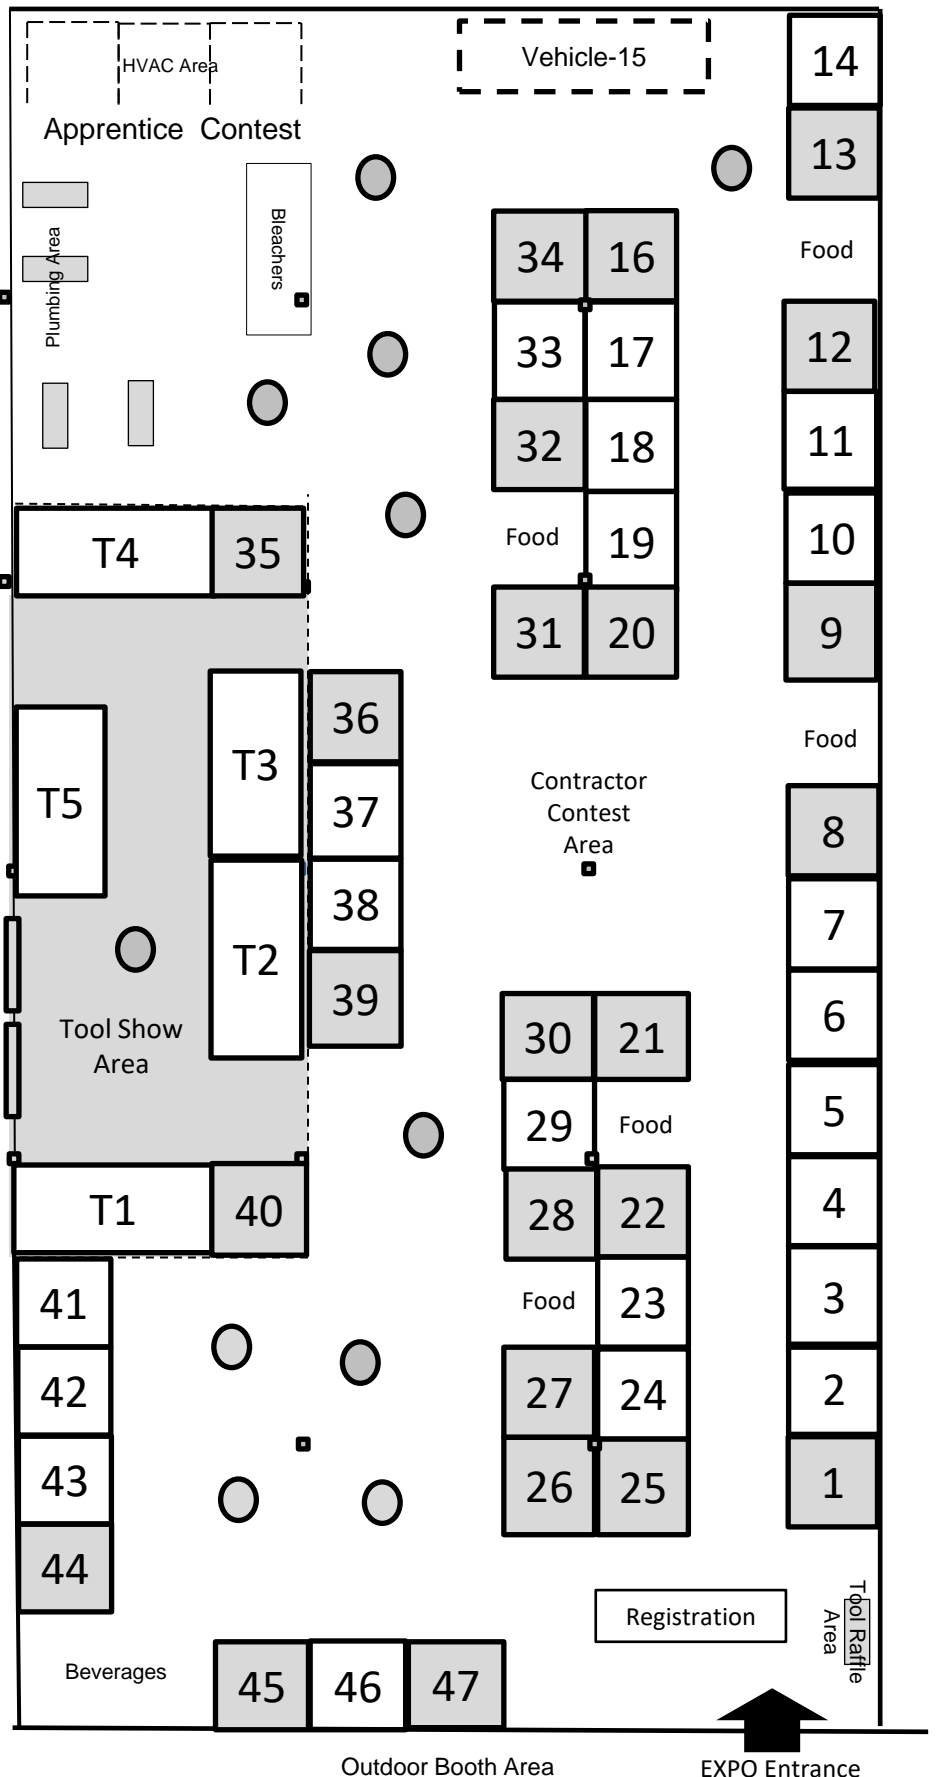 HVAC Area
Vehicle-15
14
Apprentice Contest
13
Bleachers
Plumbing Area
34
16
Food
33
17
12
32
18
11
Food
19
10
T4
35
31
20
9
36
T3
Food
T5
37
Contractor
Contest
Area
8
38
7
T2
39
6
Tool Show
Area
30
21
29
Food
5
T1
40
28
22
4
41
Food
23
3
42
27
24
2
43
26
25
1
44
Registration
Tool Raffle
Area
Beverages
45
46
47
Outdoor Booth Area
EXPO Entrance